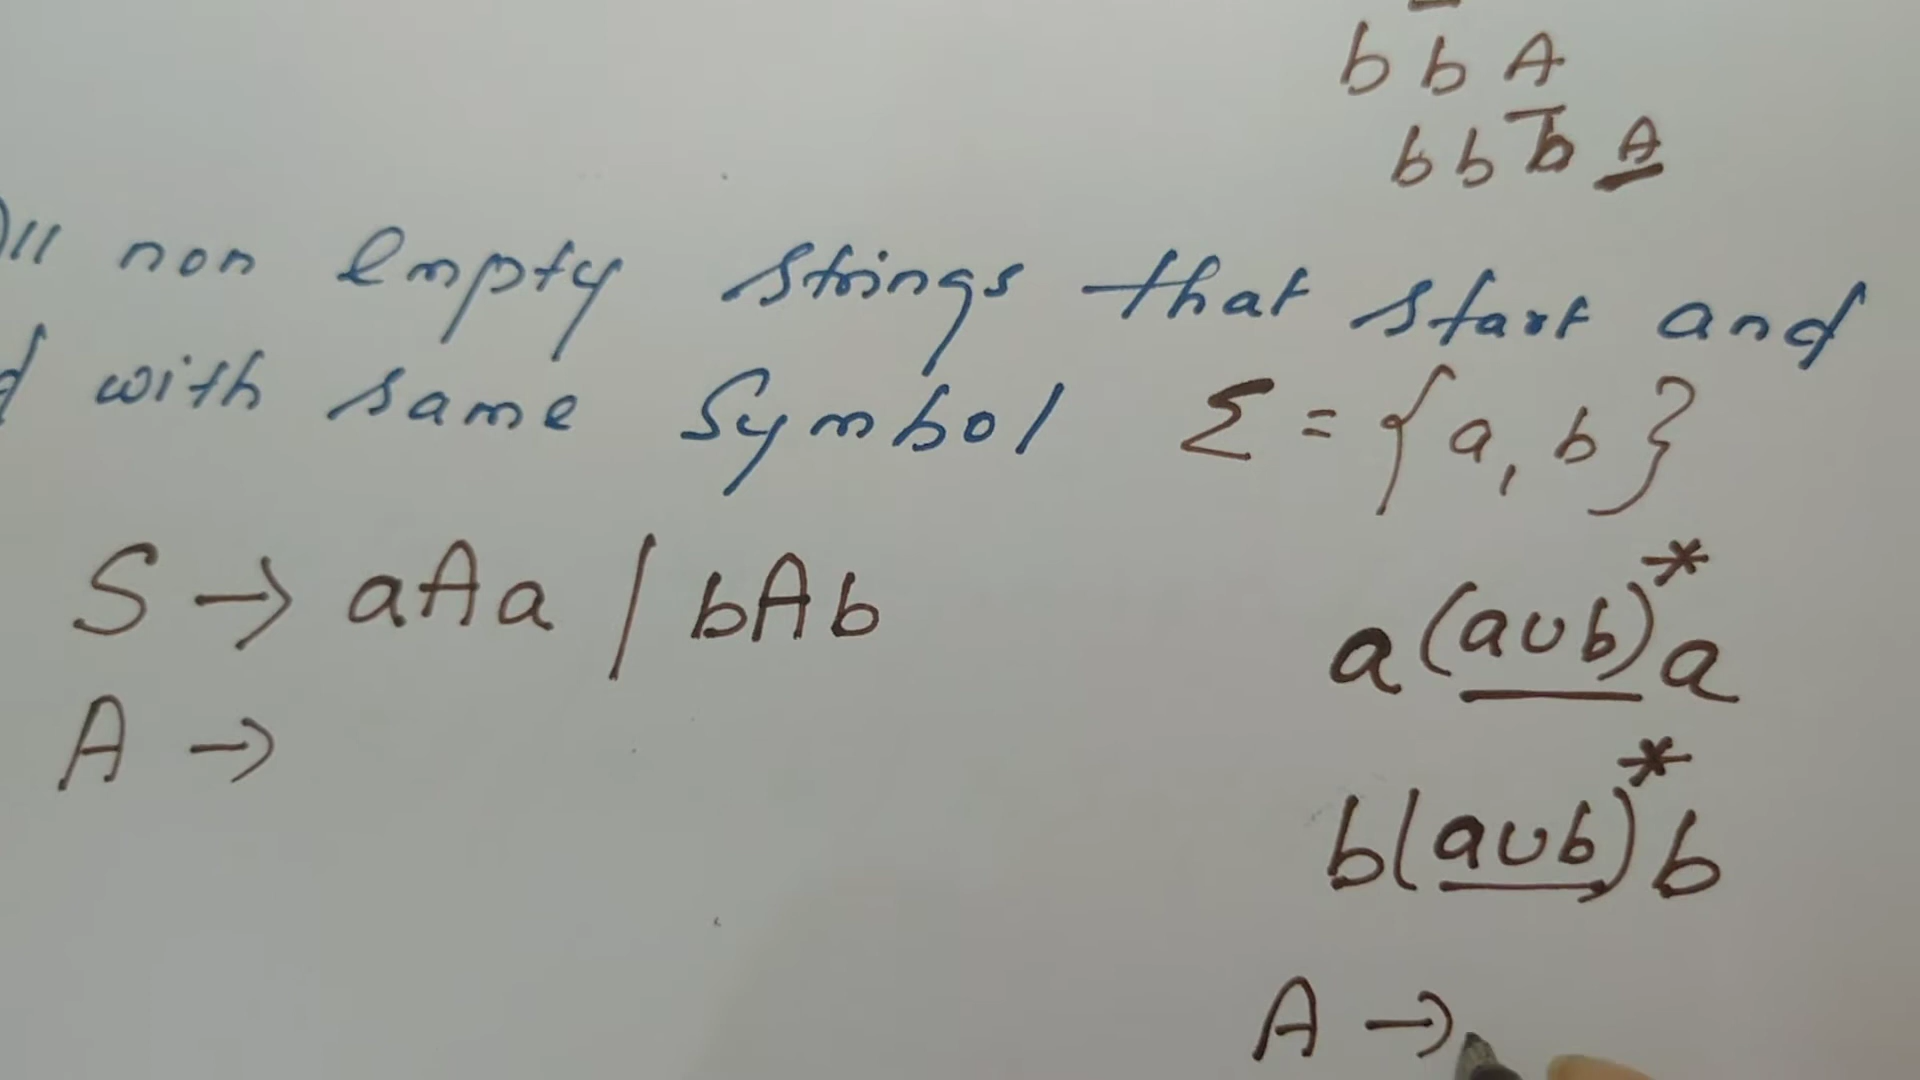 b b A
b b b A
non Empty strings that start and
with same Symbol Σ = {a, b}
S → aAa / bAb
a(a∪b)*a
A →
b(a∪b)*b
A →